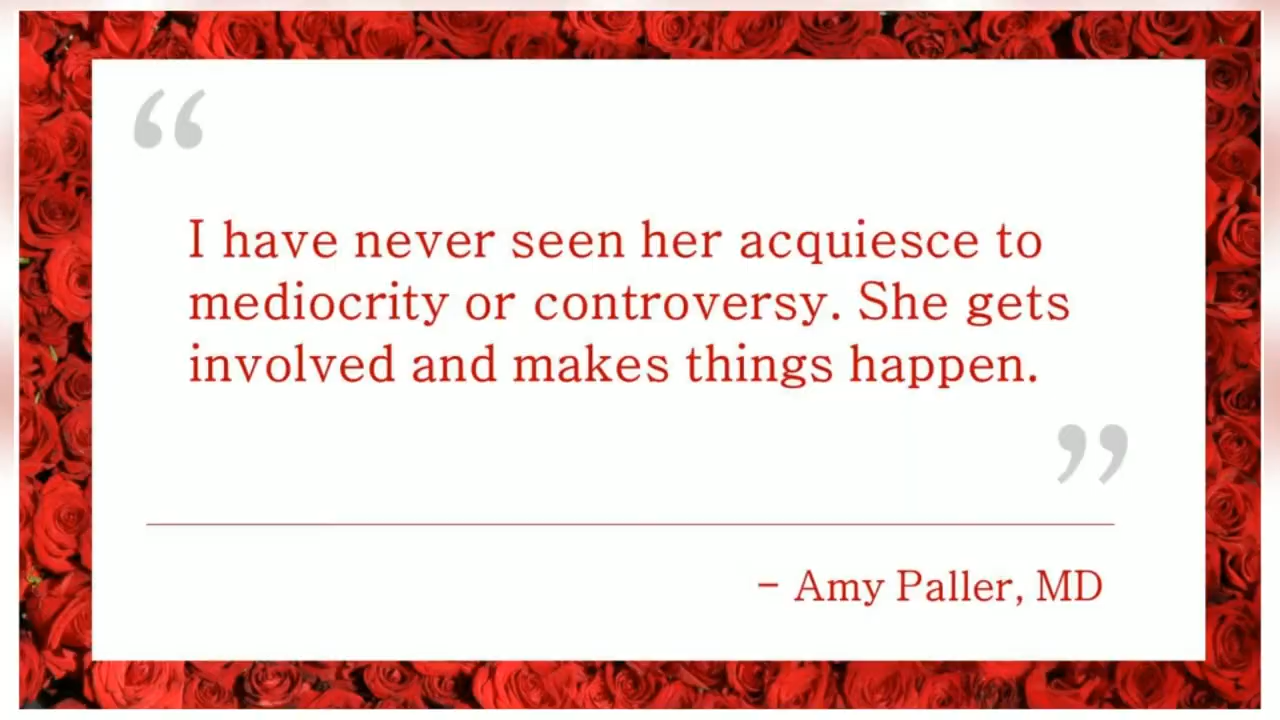 “
I have never seen her acquiesce to
mediocrity or controversy. She gets
involved and makes things happen.
”
– Amy Paller, MD